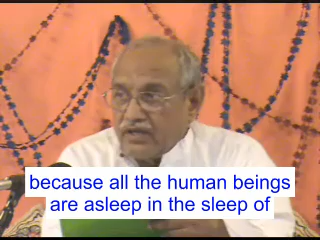 because all the human beings
are asleep in the sleep of